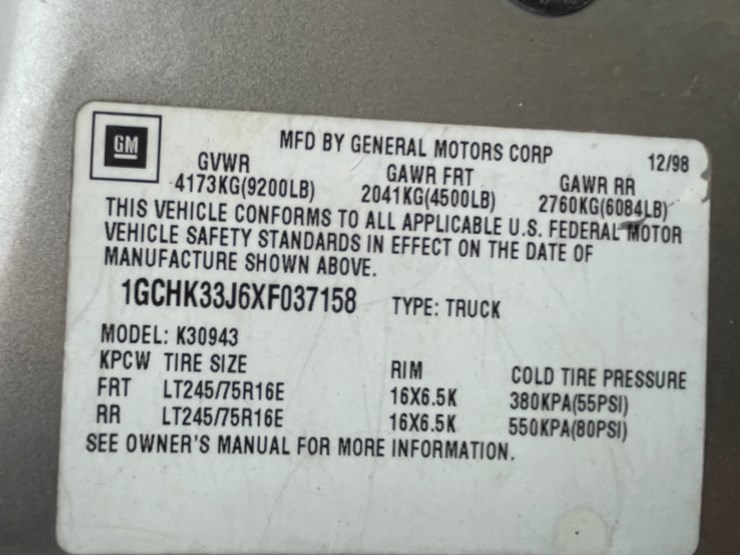 GM
MFD BY GENERAL MOTORS CORP 12/98
GVWR GAWR FRT GAWR RR
4173KG(9200LB) 2041KG(4500LB) 2760KG(6084LB)
THIS VEHICLE CONFORMS TO ALL APPLICABLE U.S. FEDERAL MOTOR
VEHICLE SAFETY STANDARDS IN EFFECT ON THE DATE OF
MANUFACTURE SHOWN ABOVE.
1GCHK33J6XF037158 TYPE: TRUCK
MODEL: K30943
KPCW TIRE SIZE RIM COLD TIRE PRESSURE
FRT LT245/75R16E 16X6.5K 380KPA(55PSI)
RR LT245/75R16E 16X6.5K 550KPA(80PSI)
SEE OWNER'S MANUAL FOR MORE INFORMATION.